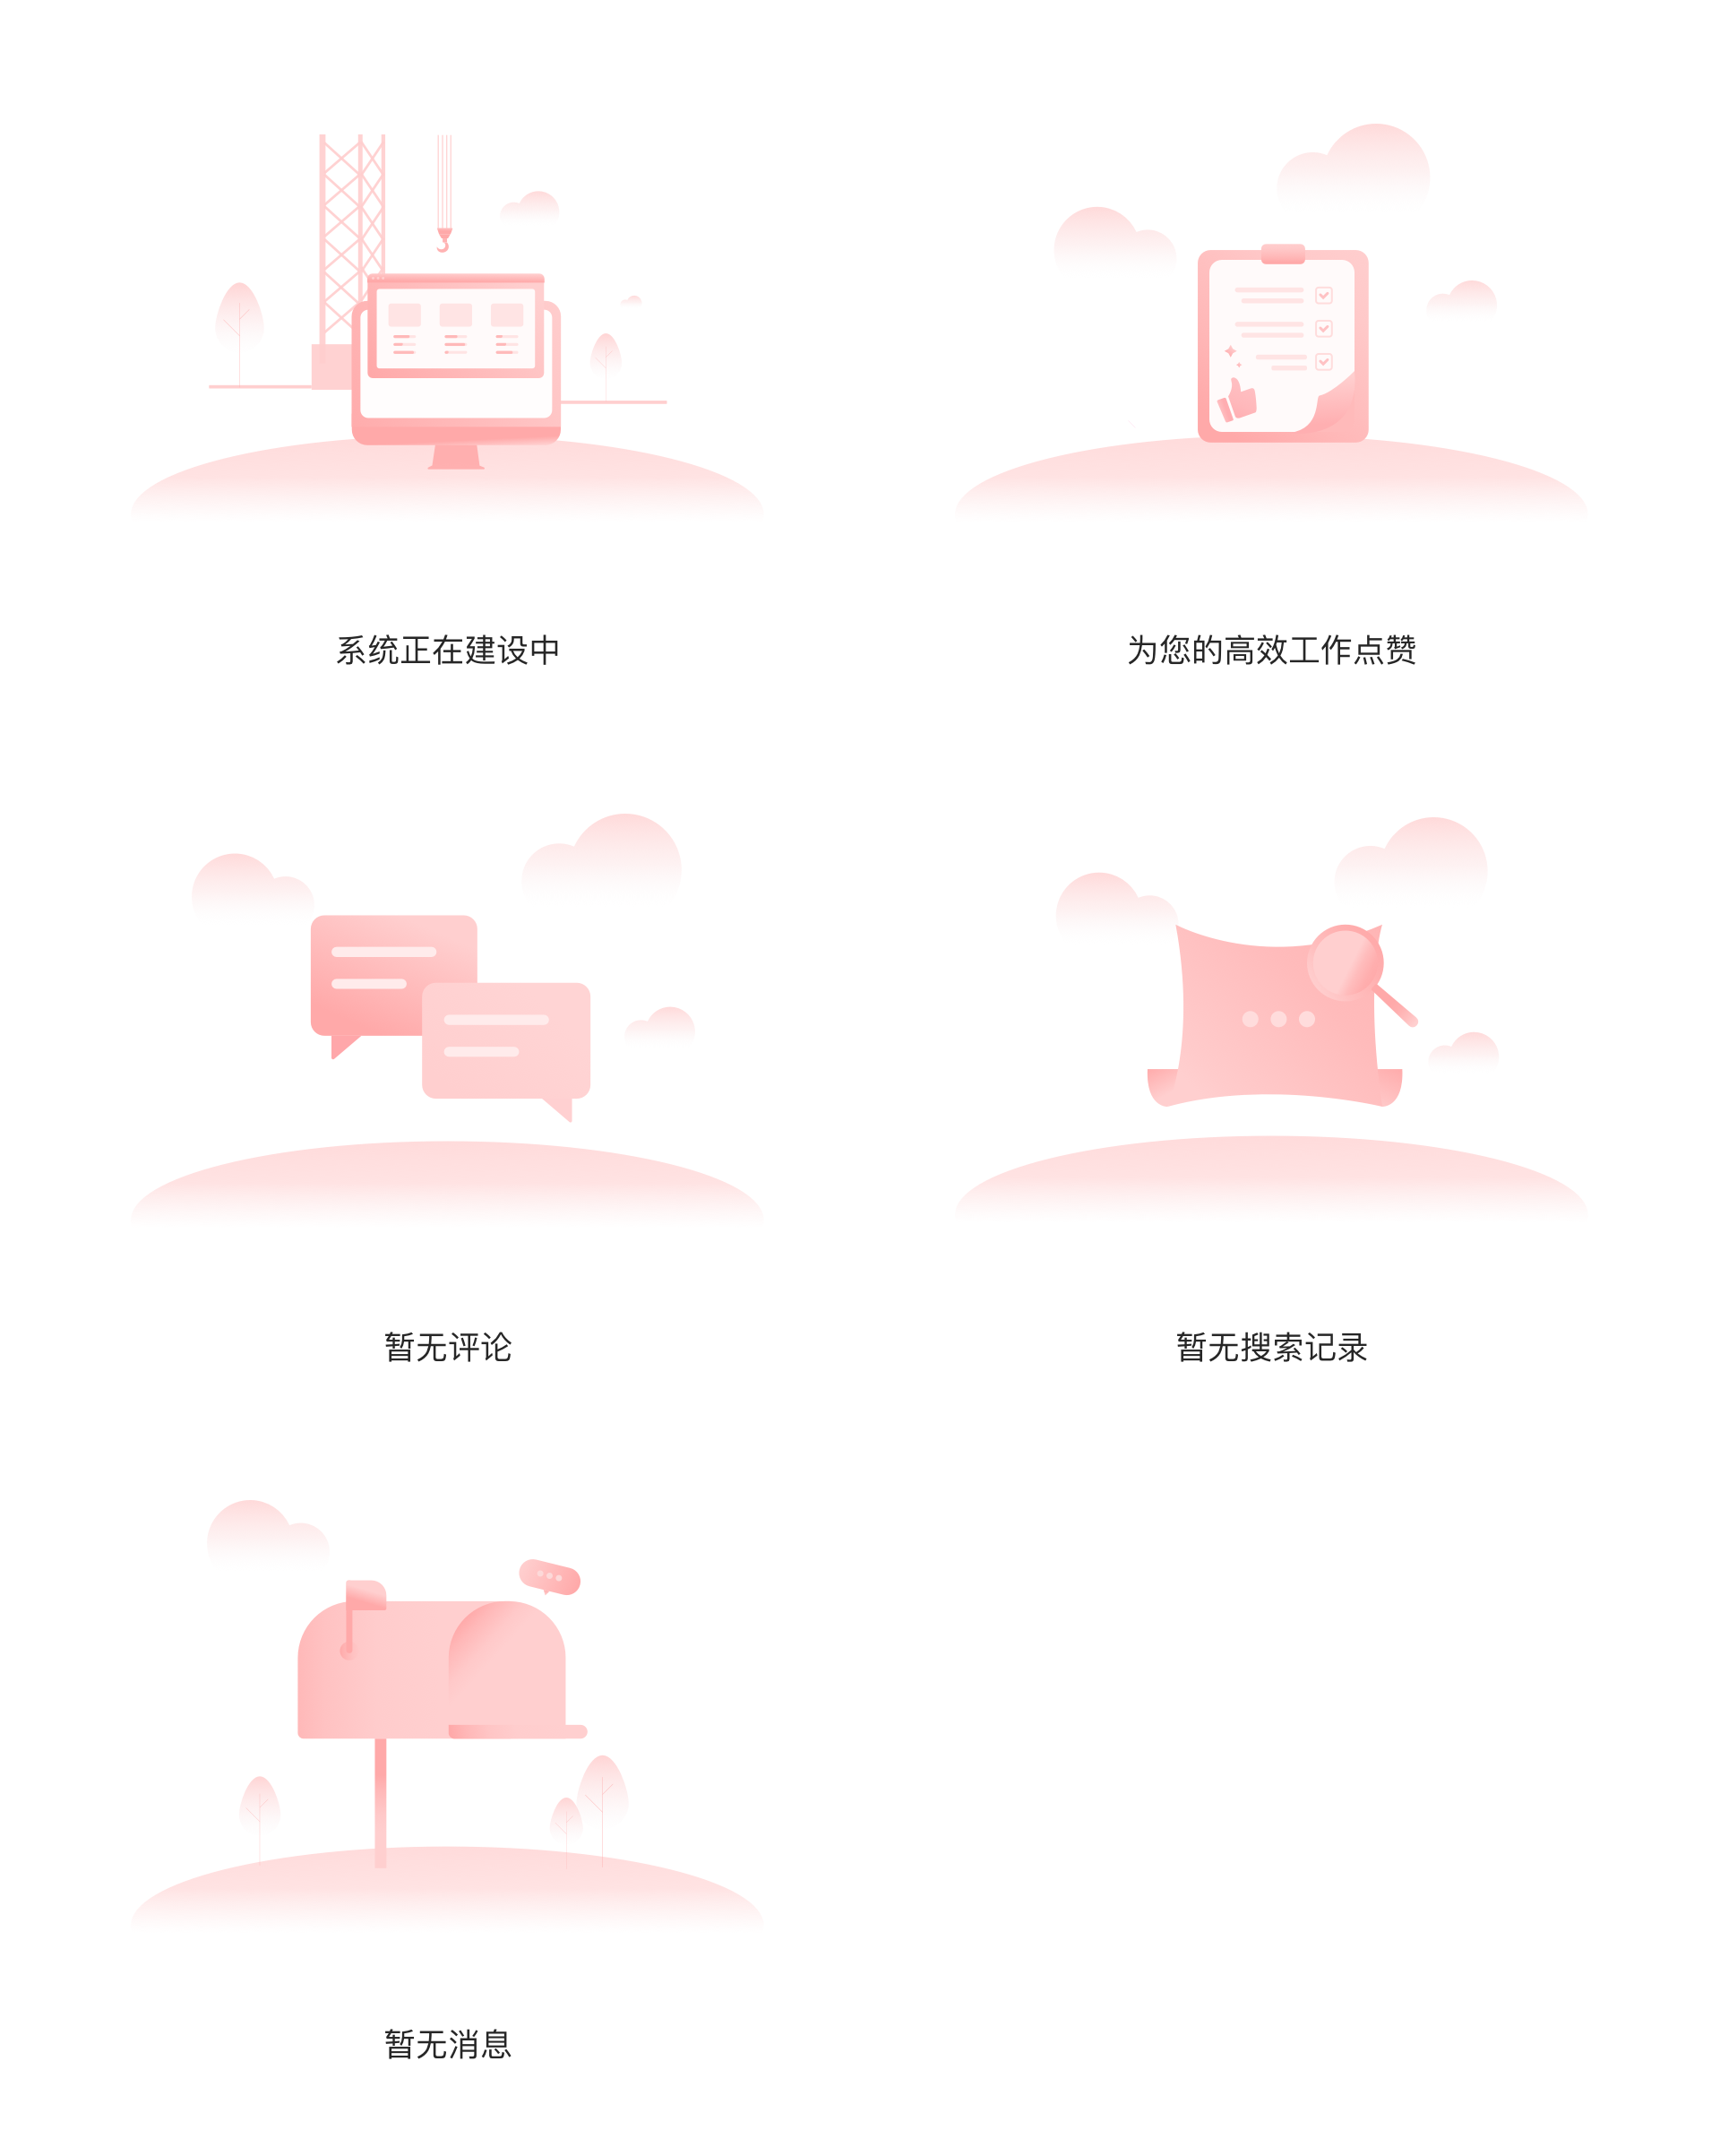 系统正在建设中
为您的高效工作点赞
暂无评论
暂无搜索记录
暂无消息